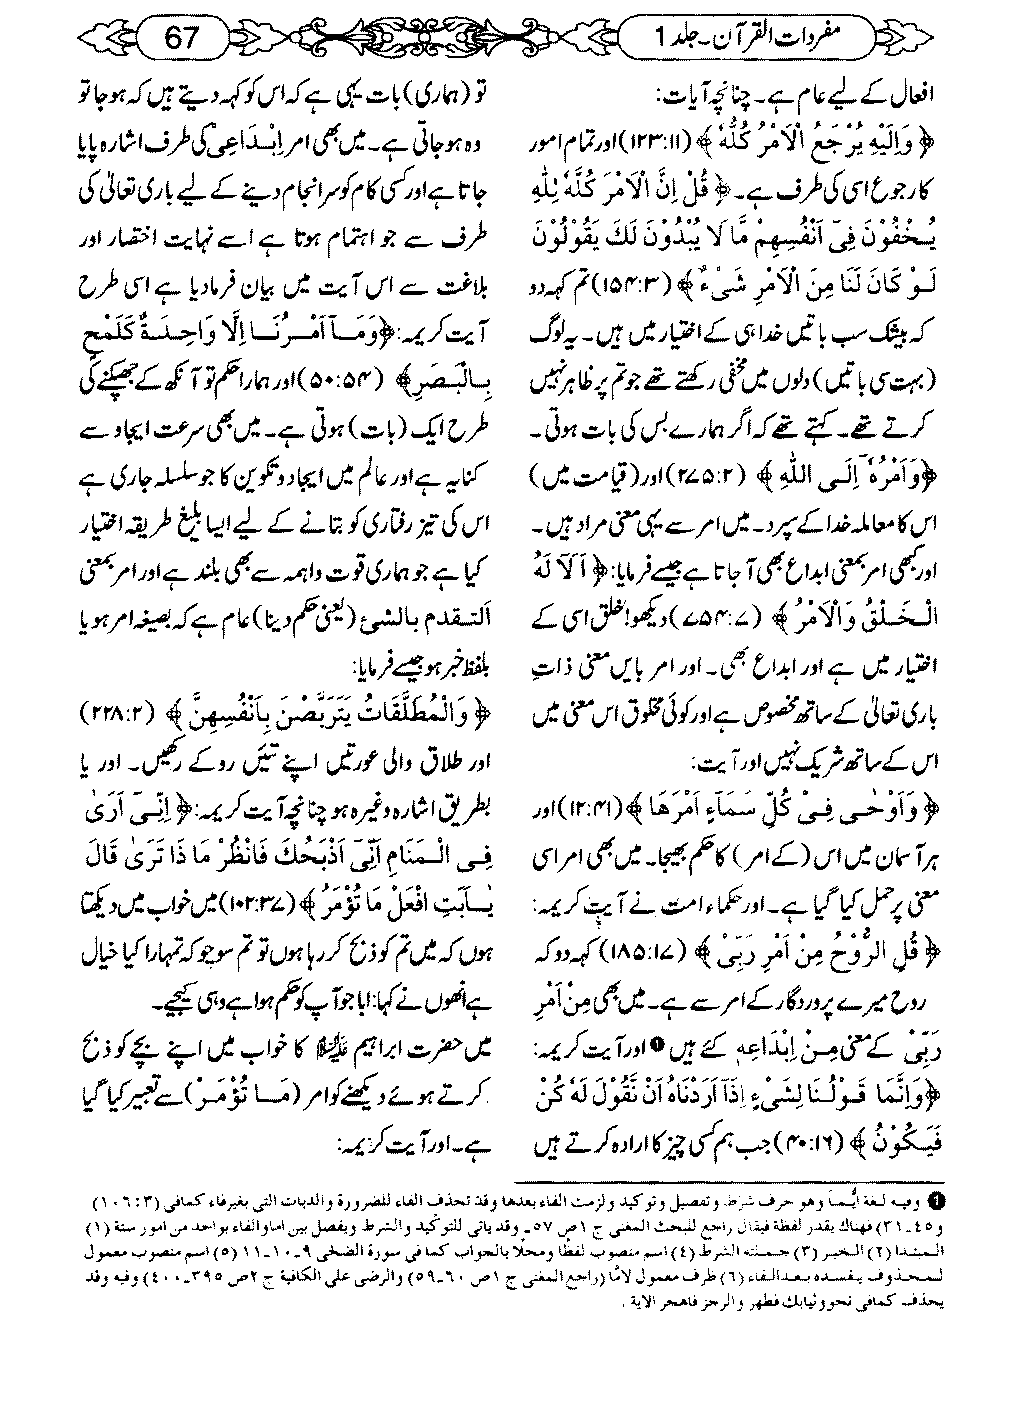 مفردات القرآن۔جلد 1
67
افعال کے لیے عام ہے۔ چنانچہ آیات:
﴿ وَاِلَيْهِ يُرْجَعُ الْاَمْرُ كُلُّهٗ ﴾ (۱۲۳:۱۱) اور تمام امور
کا رجوع اسی کی طرف ہے۔ ﴿ قُلْ اِنَّ الْاَمْرَ كُلَّهٗ لِلّٰهِ
يُخْفُوْنَ فِيْٓ اَنْفُسِهِمْ مَّا لَا يُبْدُوْنَ لَكَ يَقُوْلُوْنَ
لَوْ كَانَ لَنَا مِنَ الْاَمْرِ شَيْءٌ ﴾ (۱۵۴:۳) تم کہہ دو
کہ بیشک سب باتیں خدا ہی کے اختیار میں ہیں۔ یہ لوگ
(بہت سی باتیں) دلوں میں مخفی رکھتے تھے جو تم پر ظاہر نہیں
کرتے تھے۔ کہتے تھے کہ اگر ہمارے بس کی بات ہوتی۔
﴿وَاَمْرُهٗٓ اِلَى اللّٰهِ ﴾ (۲۷۵:۲) اور (قیامت میں)
اس کا معاملہ خدا کے سپرد۔ میں امر سے یہی معنی مراد ہیں۔
اور کبھی امر بمعنی ابداع بھی آ جاتا ہے جیسے فرمایا: ﴿ اَلَا لَهُ
الْخَلْقُ وَالْاَمْرُ ﴾ (۵۴:۷) دیکھو! خلق اسی کے
اختیار میں ہے اور ابداع بھی۔ اور امر بایں معنی ذاتِ
باری تعالیٰ کے ساتھ مخصوص ہے اور کوئی مخلوق اس معنی میں
اس کے ساتھ شریک نہیں اور آیت:
﴿ وَاَوْحٰى فِيْ كُلِّ سَمَآءٍ اَمْرَهَا ﴾ (۱۲:۴۱) اور
ہر آسمان میں اس (کے امر) کا حکم بھیجا۔ میں بھی امر اسی
معنی پر حمل کیا گیا ہے۔ اور حکماء امت نے آیت کریمہ:
﴿ قُلِ الرُّوْحُ مِنْ اَمْرِ رَبِّيْ ﴾ (۱۸۵:۱۷) کہہ دو کہ
روح میرے پروردگار کے امر سے ہے۔ میں بھی مِنْ اَمْرِ
رَبِّيْ کے معنی مِنْ اِبْدَاعِهٖ کئے ہیں ❶ اور آیت کریمہ:
﴿وَاِنَّمَا قَوْلُنَا لِشَيْءٍ اِذَآ اَرَدْنَاهُ اَنْ نَّقُوْلَ لَهٗ كُنْ
فَيَكُوْنُ ﴾ (۴۰:۱۶) جب ہم کسی چیز کا ارادہ کرتے ہیں
تو (ہماری) بات یہی ہے کہ اس کو کہہ دیتے ہیں کہ ہو جا تو
وہ ہو جاتی ہے۔ میں بھی امر اِبْدَاعِی کی طرف اشارہ پایا
جاتا ہے اور کسی کام کو سرانجام دینے کے لیے باری تعالیٰ کی
طرف سے جو اہتمام ہوتا ہے اسے نہایت اختصار اور
بلاغت سے اس آیت میں بیان فرما دیا ہے اسی طرح
آیت کریمہ: ﴿وَمَآ اَمْرُنَا اِلَّا وَاحِدَةٌ كَلَمْحٍ
بِالْبَصَرِ﴾ (۵۰:۵۴) اور ہمارا حکم تو آنکھ کے جھپکنے کی
طرح ایک (بات) ہوتی ہے۔ میں بھی سرعت ایجاد سے
کنایہ ہے اور عالم میں ایجاد و تکوین کا جو سلسلہ جاری ہے
اس کی تیز رفتاری کو بتانے کے لیے ایسا بلیغ طریقہ اختیار
کیا ہے جو ہماری قوت واہمہ سے بھی بلند ہے اور امر بمعنی
اَلتقدم بالشئ (یعنی حکم دینا) عام ہے کہ بصیغہ امر ہو یا
بلفظ خبر ہو جیسے فرمایا:
﴿ وَالْمُطَلَّقَاتُ يَتَرَبَّصْنَ بِاَنْفُسِهِنَّ ﴾ (۲۲۸:۲)
اور طلاق والی عورتیں اپنے تئیں روکے رکھیں۔ اور یا
بطریق اشارہ وغیرہ ہو چنانچہ آیت کریمہ: ﴿ اِنِّيْٓ اَرٰى
فِي الْمَنَامِ اَنِّيْٓ اَذْبَحُكَ فَانْظُرْ مَا ذَا تَرٰى قَالَ
يٰٓاَبَتِ افْعَلْ مَا تُؤْمَرُ ﴾ (۱۰۲:۳۷) میں خواب میں دیکھتا
ہوں کہ میں تم کو ذبح کر رہا ہوں تو تم سوچو کہ تمہارا کیا خیال
ہے انھوں نے کہا: ابا جو آپ کو حکم ہوا ہے وہی کیجیے۔
میں حضرت ابراہیم علیہ السلام کا خواب میں اپنے بچے کو ذبح
کرتے ہوئے دیکھنے کو امر (مَا تُؤْمَرُ) سے تعبیر کیا گیا
ہے۔ اور آیت کریمہ:
❶ وفيه لغة ايُّما وهو حرف شرط، وتفصيل وتوكيد ولزمت الفاء بعدها وقد تحذف الفاء للضرورة والديات التى بغيرفاء كمافى (۱۰۶:۳)
و۴۵۔۳۱) فهناك يقدر لفظة فيقال راجع للبحث المغنى ج ۱ ص ۵۷۔ وقد ياتى للتوكيد والشرط ويفصل بين اماوالفاء بواحد من امور ستة (۱)
المبتدا (۲) الخبر (۳) جملته الشرط (۴) اسم منصوب لفظا ومحلًا بالجواب كما فى سورة الضحى ۹۔۱۰۔۱۱ (۵) اسم منصوب معمول
لمحذوف يفسده بعدالفاء (۶) ظرف معمول لامّا (راجع المغنى ج ۱ ص ۶۰۔۵۹) والرضى على الكافية ج ۲ ص ۳۹۵۔۴۰۰) وفيه وقد
يحذف كمافى نحووثيابك فطهر والرجز فاهجر الاية .